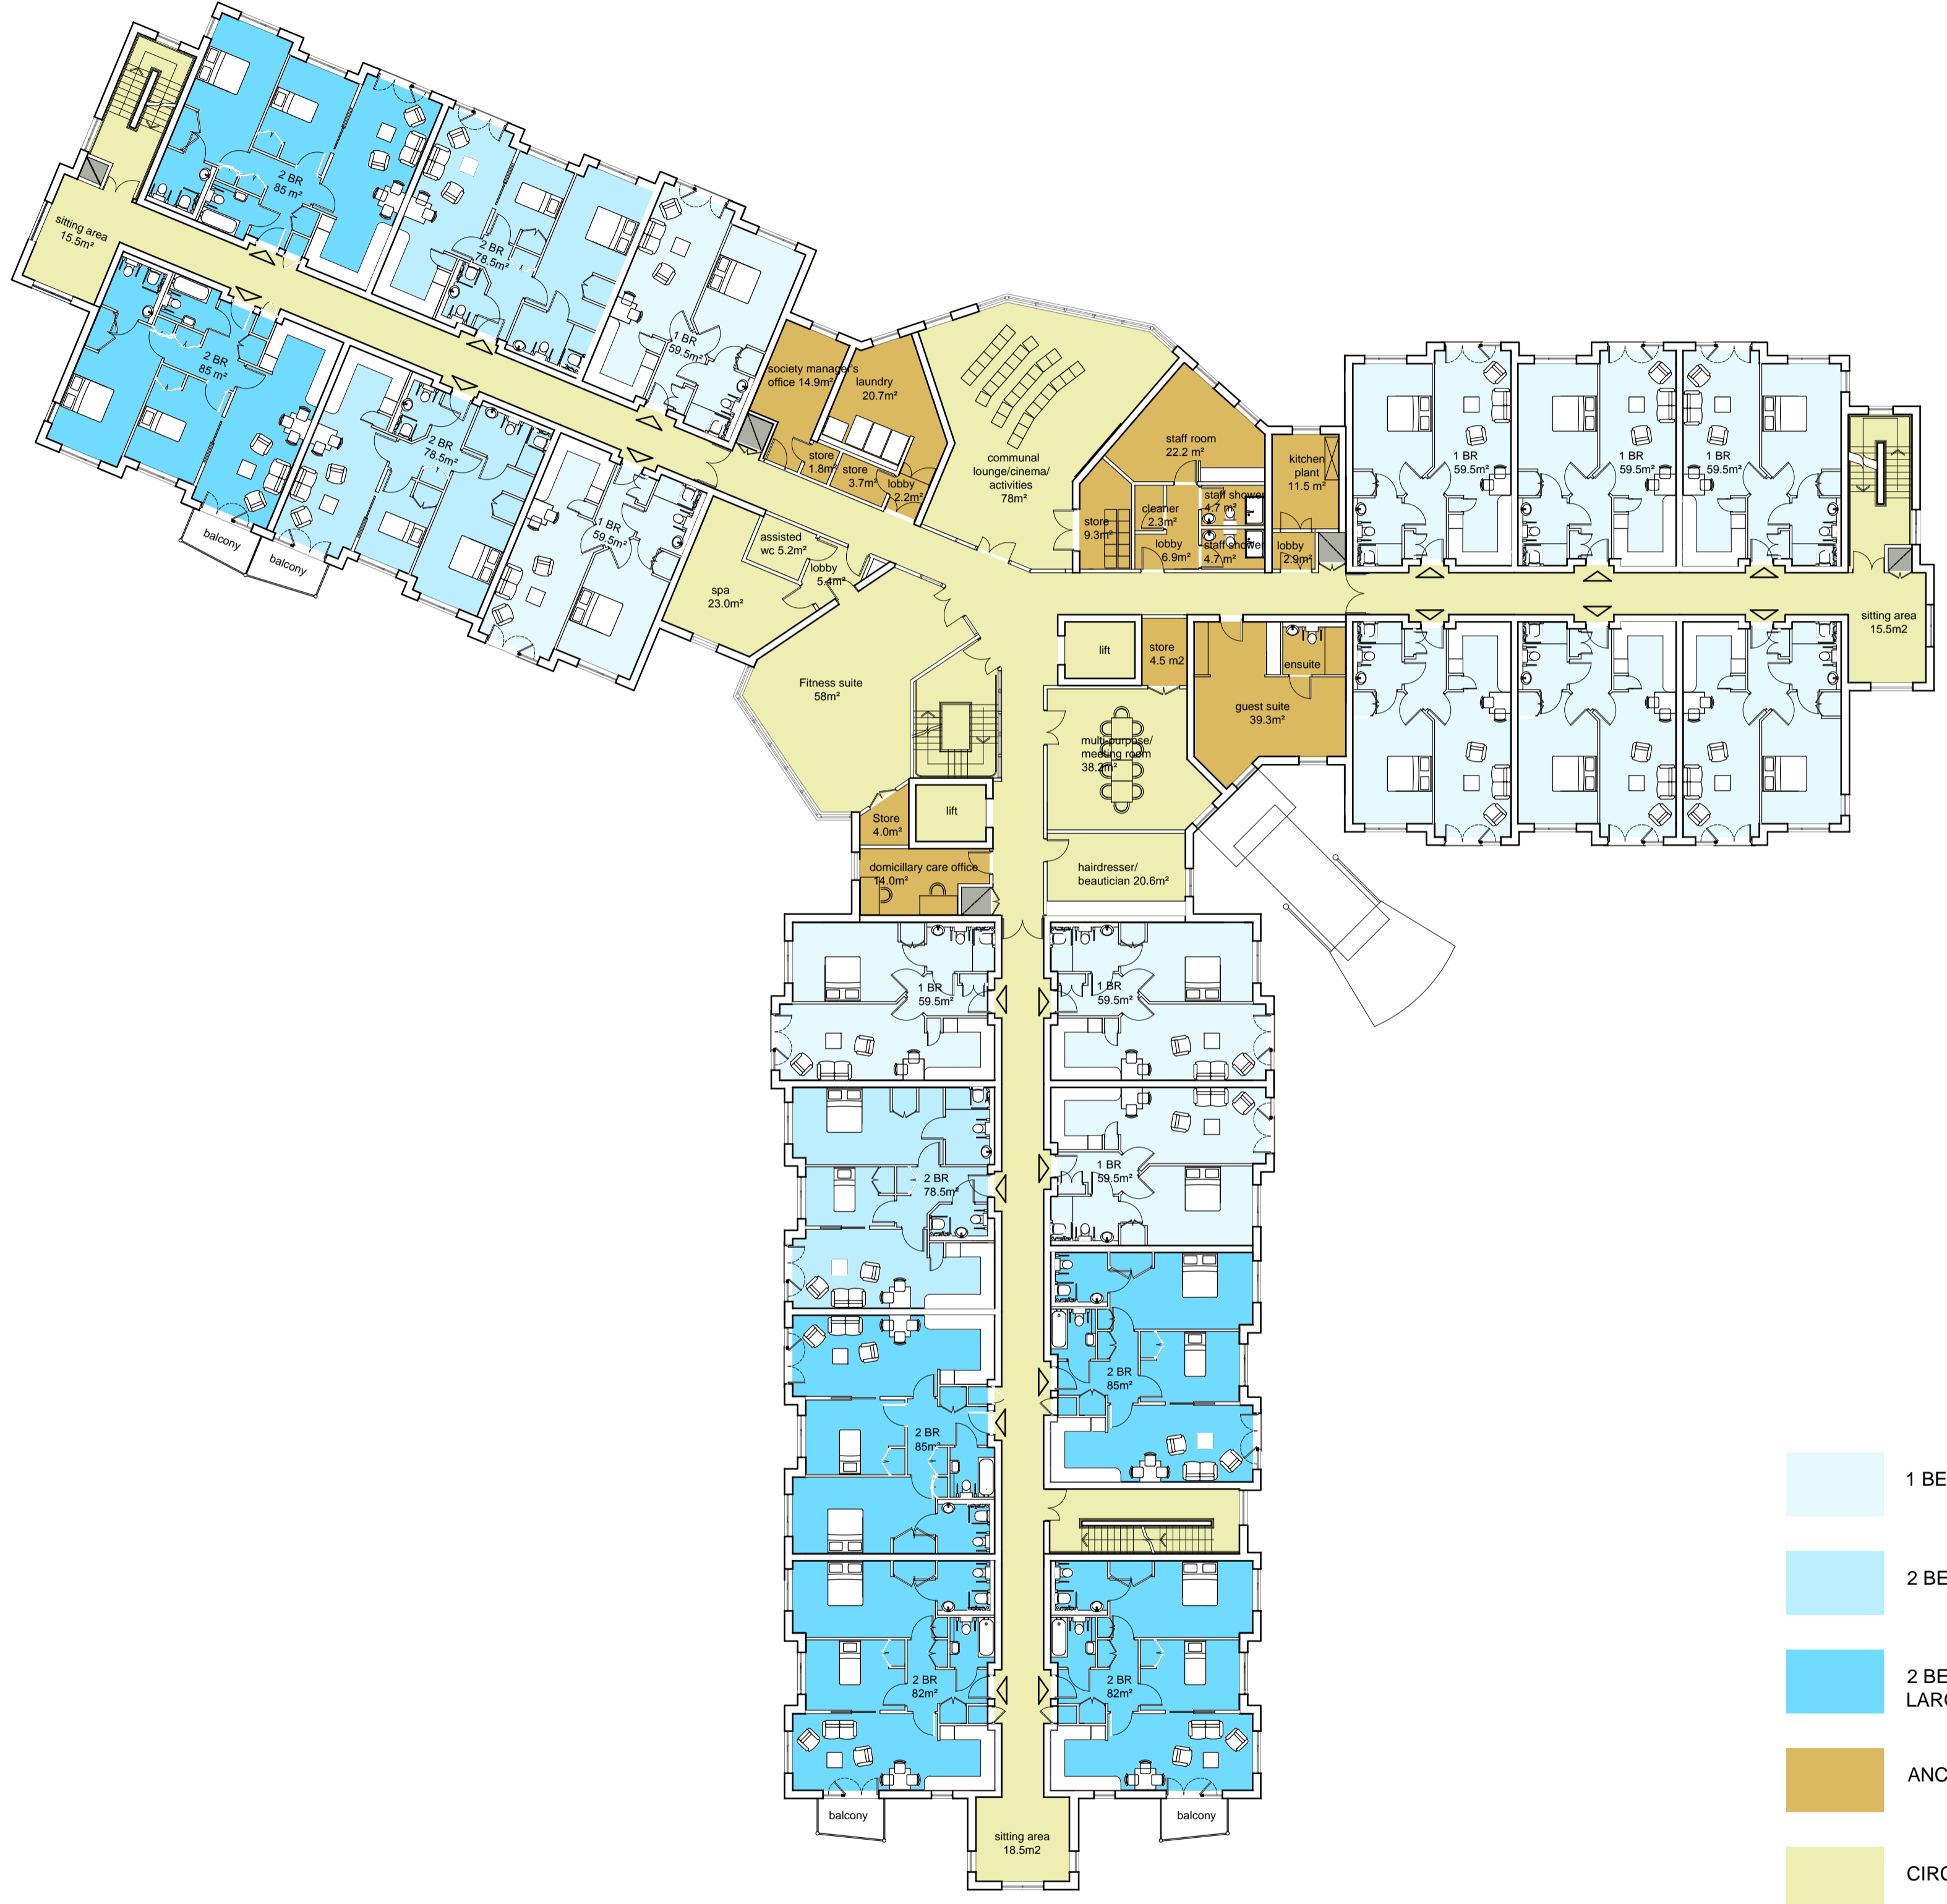 2 BR
85 m²
sitting area
15.5m²
2 BR
78.5m²
1 BR
59.5m²
2 BR
85 m²
2 BR
78.5m²
1 BR
59.5m²
balcony
balcony
society manager's
office 14.9m²
laundry
20.7m²
store
1.8m²
store
3.7m²
lobby
2.2m²
communal
lounge/cinema/
activities
78m²
staff room
22.2 m²
kitchen
plant
11.5 m²
store
9.3m²
cleaner
2.3m²
staff shower
4.7 m²
lobby
6.9m²
staff shower
4.7m²
lobby
2.9m²
1 BR
59.5m²
1 BR
59.5m²
1 BR
59.5m²
sitting area
15.5m2
assisted
wc 5.2m²
lobby
5.4m²
spa
23.0m²
Fitness suite
58m²
lift
store
4.5 m2
ensuite
guest suite
39.3m²
multi-purpose/
meeting room
38.2m²
lift
Store
4.0m²
domicillary care office
14.0m²
hairdresser/
beautician 20.6m²
1 BR
59.5m²
1 BR
59.5m²
2 BR
78.5m²
1 BR
59.5m²
2 BR
85m²
2 BR
85m²
2 BR
82m²
2 BR
82m²
balcony
balcony
sitting area
18.5m2
1 BE
2 BE
2 BE
LARG
ANC
CIRC